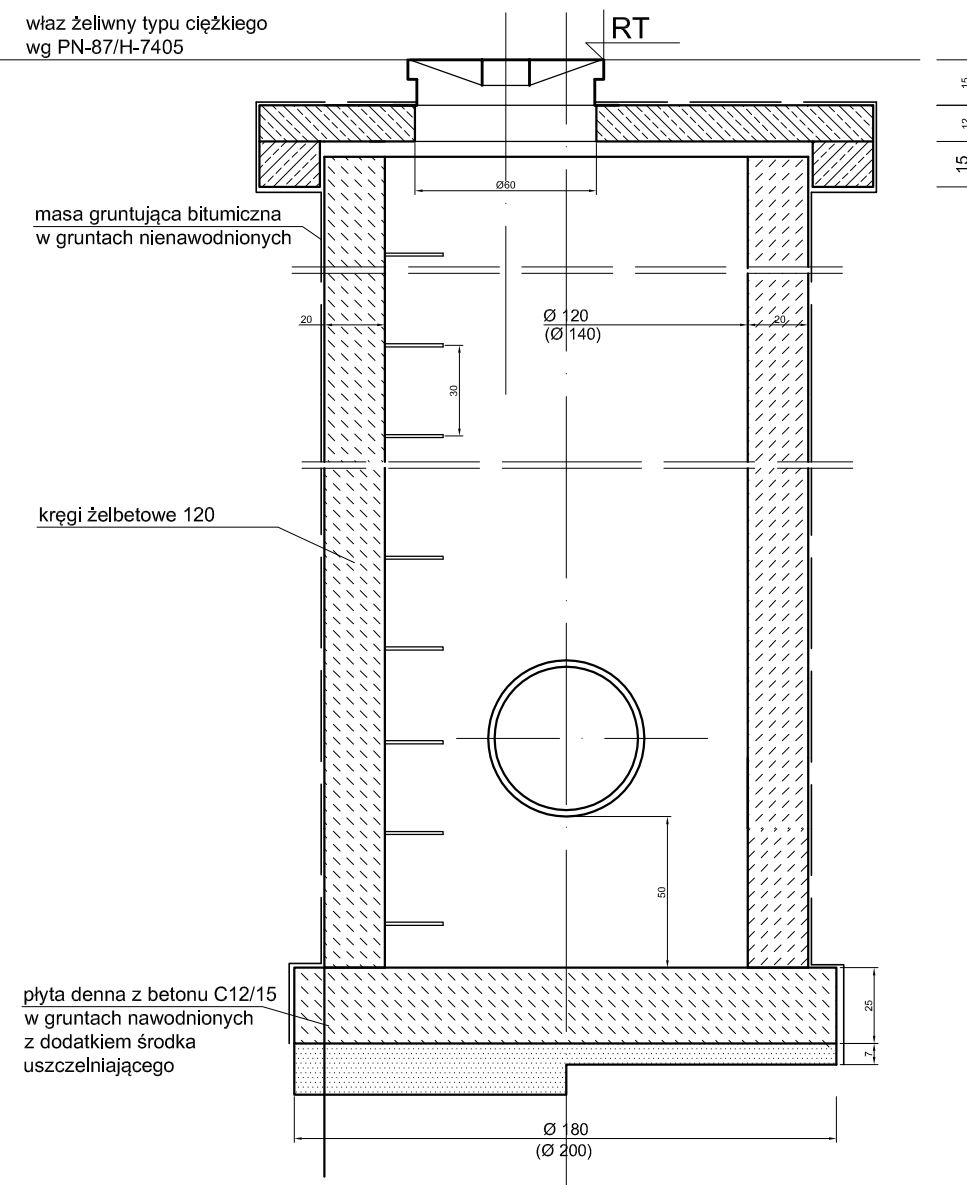 właz żeliwny typu ciężkiego
wg PN-87/H-7405
RT
15
12
15
Ø60
masa gruntująca bitumiczna
w gruntach nienawodnionych
20
Ø 120
(Ø 140)
20
30
kręgi żelbetowe 120
50
płyta denna z betonu C12/15
w gruntach nawodnionych
z dodatkiem środka
uszczelniającego
25
7
Ø 180
(Ø 200)